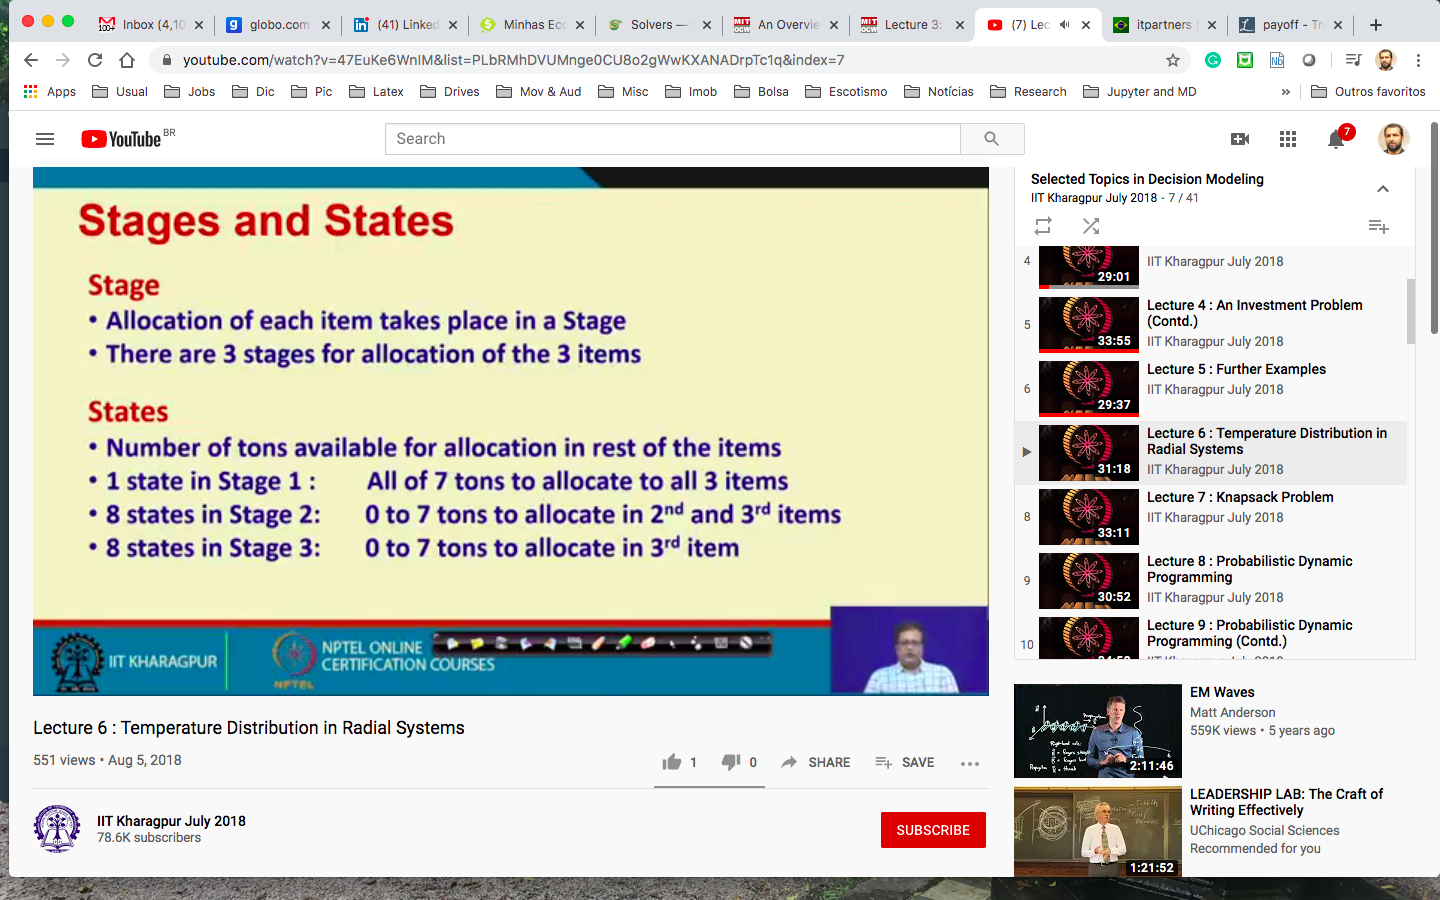 100+
Inbox (4,10
globo.com
(41) Linked
Minhas Ecc
Solvers —
MIT OCW
An Overvie
MIT OCW
Lecture 3:
(7) Lec
itpartners
payoff - Tr
youtube.com/watch?v=47EuKe6WnlM&list=PLbRMhDVUMnge0CU8o2gWwKXANADrpTc1q&index=7
Nb
Apps
Usual
Jobs
Dic
Pic
Latex
Drives
Mov & Aud
Misc
Imob
Bolsa
Escotismo
Notícias
Research
Jupyter and MD
»
Outros favoritos
YouTube BR
Search
7
Stages and States
Stage
• Allocation of each item takes place in a Stage
• There are 3 stages for allocation of the 3 items
States
• Number of tons available for allocation in rest of the items
• 1 state in Stage 1 : All of 7 tons to allocate to all 3 items
• 8 states in Stage 2: 0 to 7 tons to allocate in 2nd and 3rd items
• 8 states in Stage 3: 0 to 7 tons to allocate in 3rd item
IIT KHARAGPUR
NPTEL
NPTEL ONLINE
CERTIFICATION COURSES
Lecture 6 : Temperature Distribution in Radial Systems
551 views • Aug 5, 2018
1
0
SHARE
SAVE
IIT Kharagpur July 2018
78.6K subscribers
SUBSCRIBE
Selected Topics in Decision Modeling
IIT Kharagpur July 2018 - 7 / 41
4
29:01
IIT Kharagpur July 2018
5
33:55
Lecture 4 : An Investment Problem
(Contd.)
IIT Kharagpur July 2018
6
29:37
Lecture 5 : Further Examples
IIT Kharagpur July 2018
31:18
Lecture 6 : Temperature Distribution in
Radial Systems
IIT Kharagpur July 2018
8
33:11
Lecture 7 : Knapsack Problem
IIT Kharagpur July 2018
9
30:52
Lecture 8 : Probabilistic Dynamic
Programming
IIT Kharagpur July 2018
10
Lecture 9 : Probabilistic Dynamic
Programming (Contd.)
2:11:46
EM Waves
Matt Anderson
559K views • 5 years ago
1:21:52
LEADERSHIP LAB: The Craft of
Writing Effectively
UChicago Social Sciences
Recommended for you